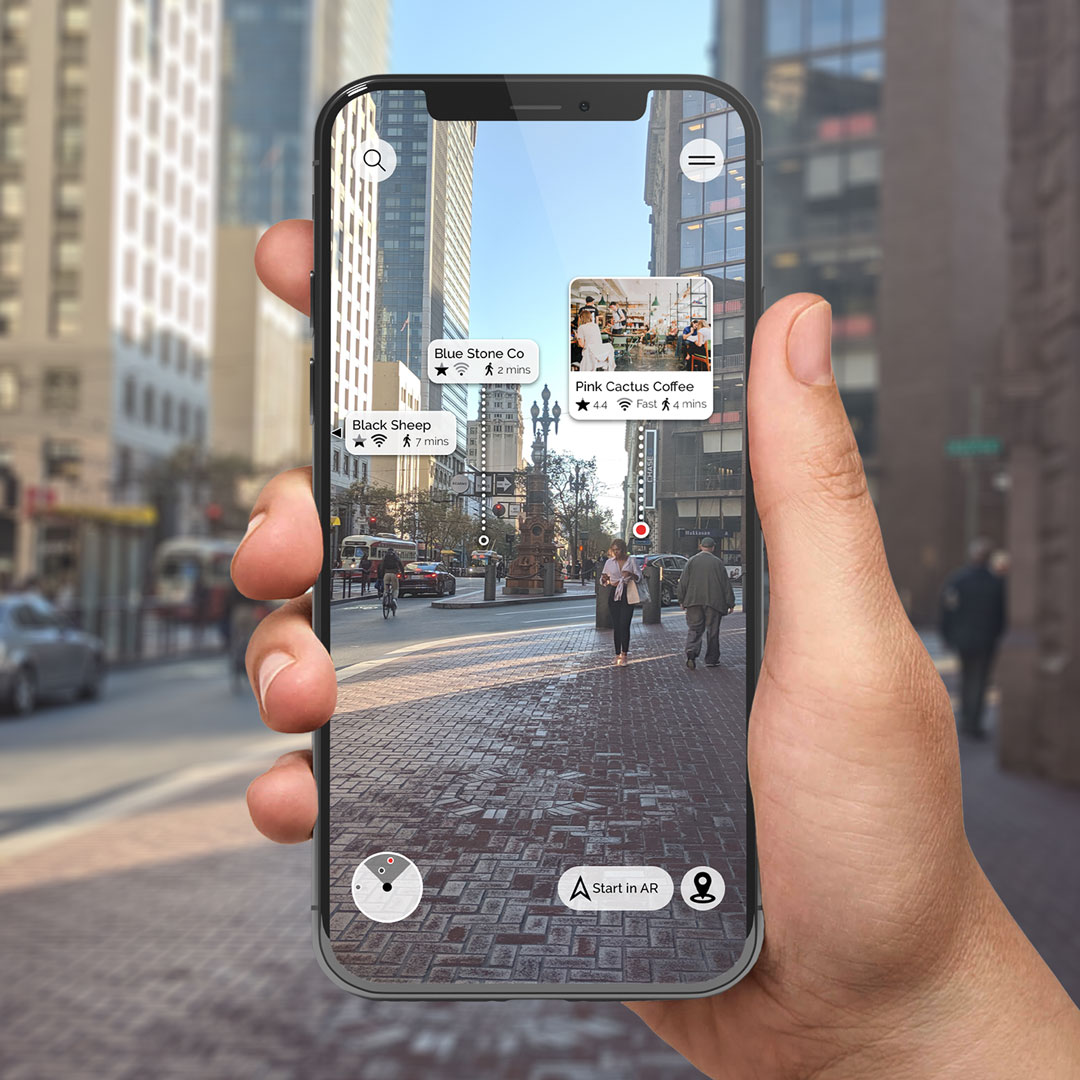 Pink Cactus Coffee
4.4 Fast 4 mins
Blue Stone Co
2 mins
Black Sheep
7 mins
CHASE
Start in AR